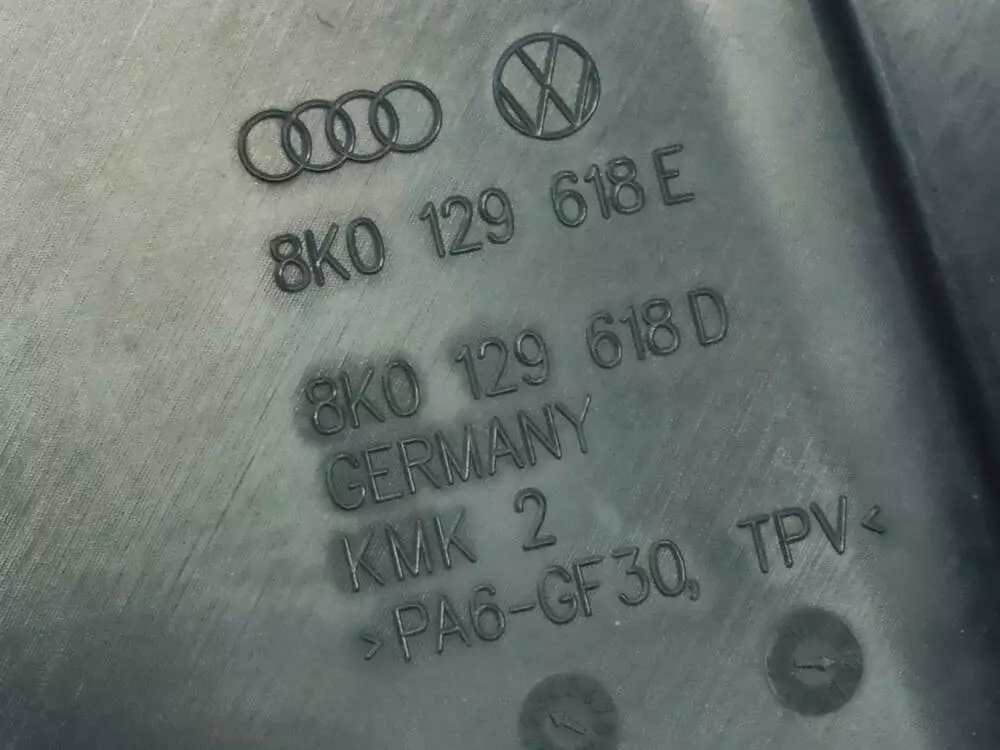 8K0 129 618 E
8K0 129 618 D
GERMANY
KMK 2
>PA6-GF30, TPV<